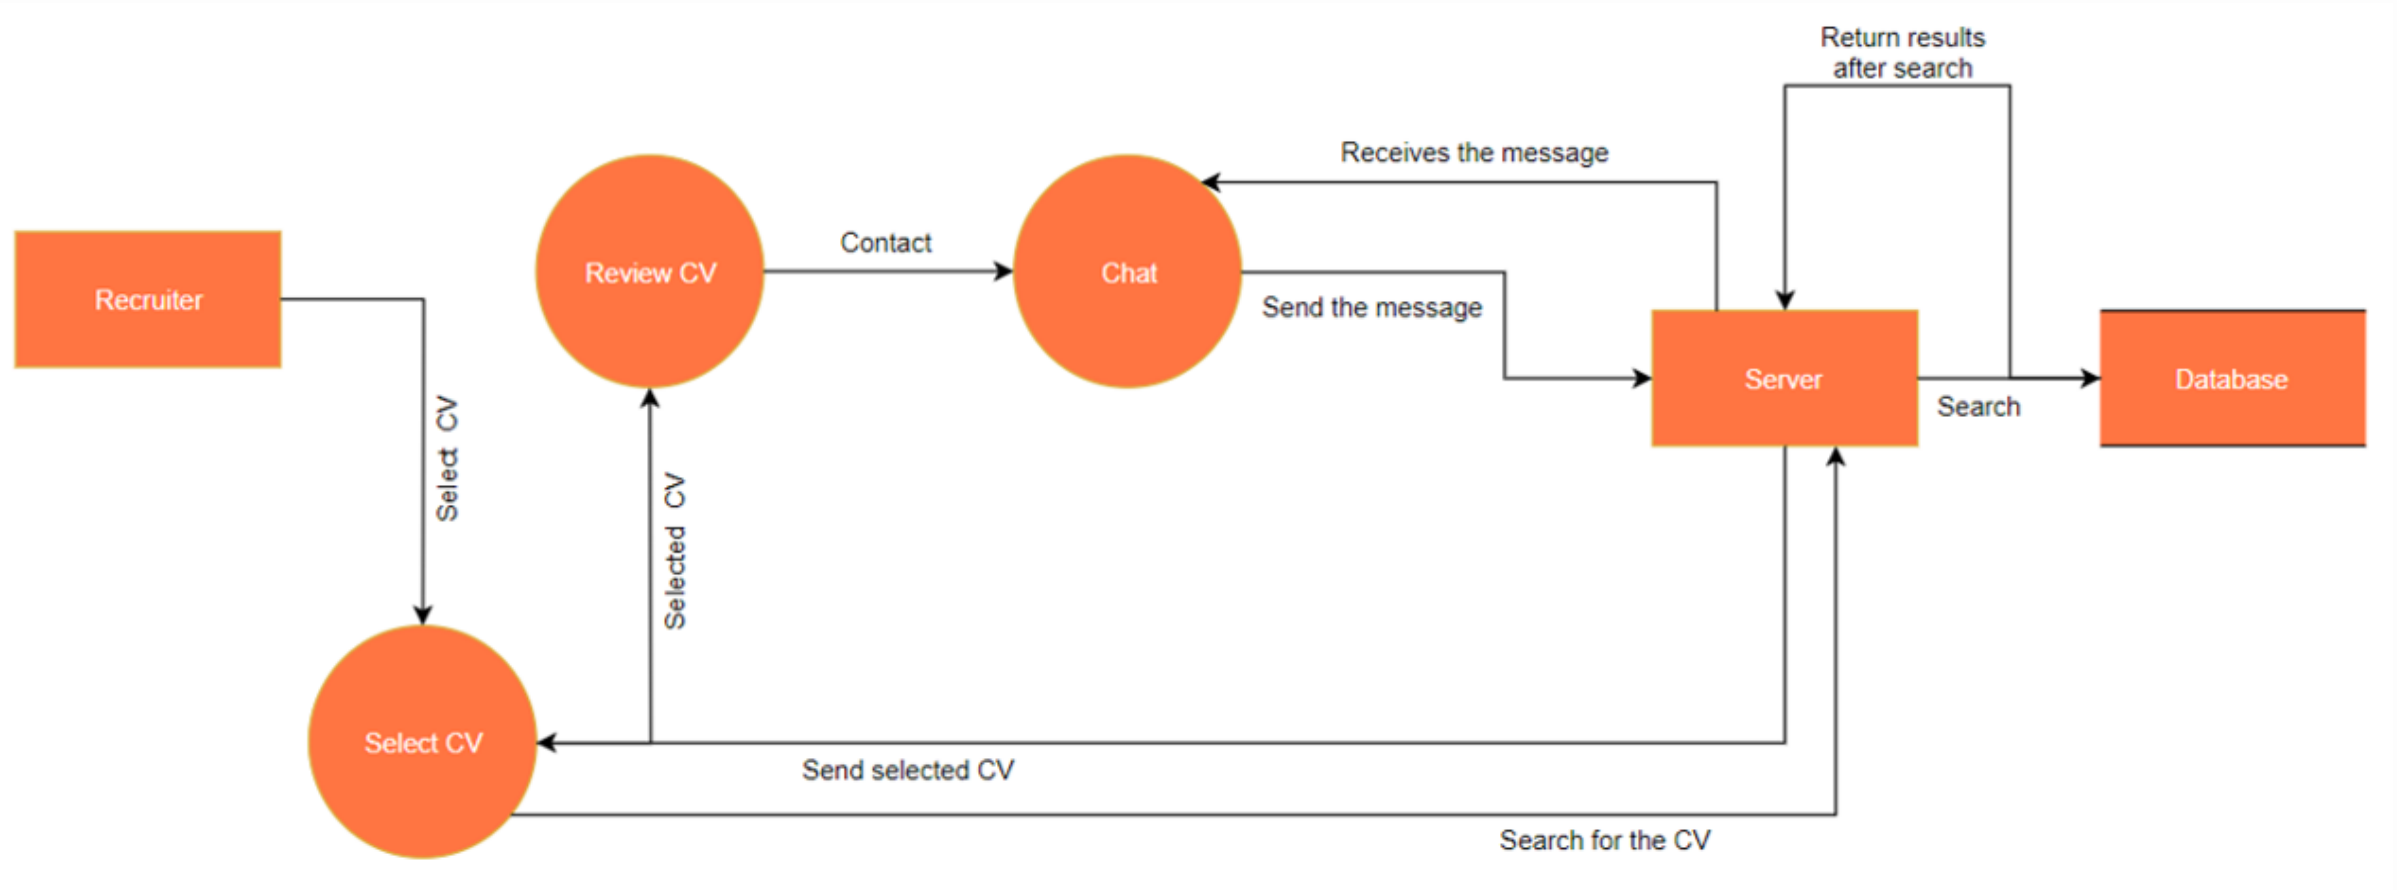 Return results
after search
Receives the message
Contact
Review CV
Chat
Recruiter
Send the message
Server
Database
Search
Select CV
Selected CV
Select CV
Send selected CV
Search for the CV